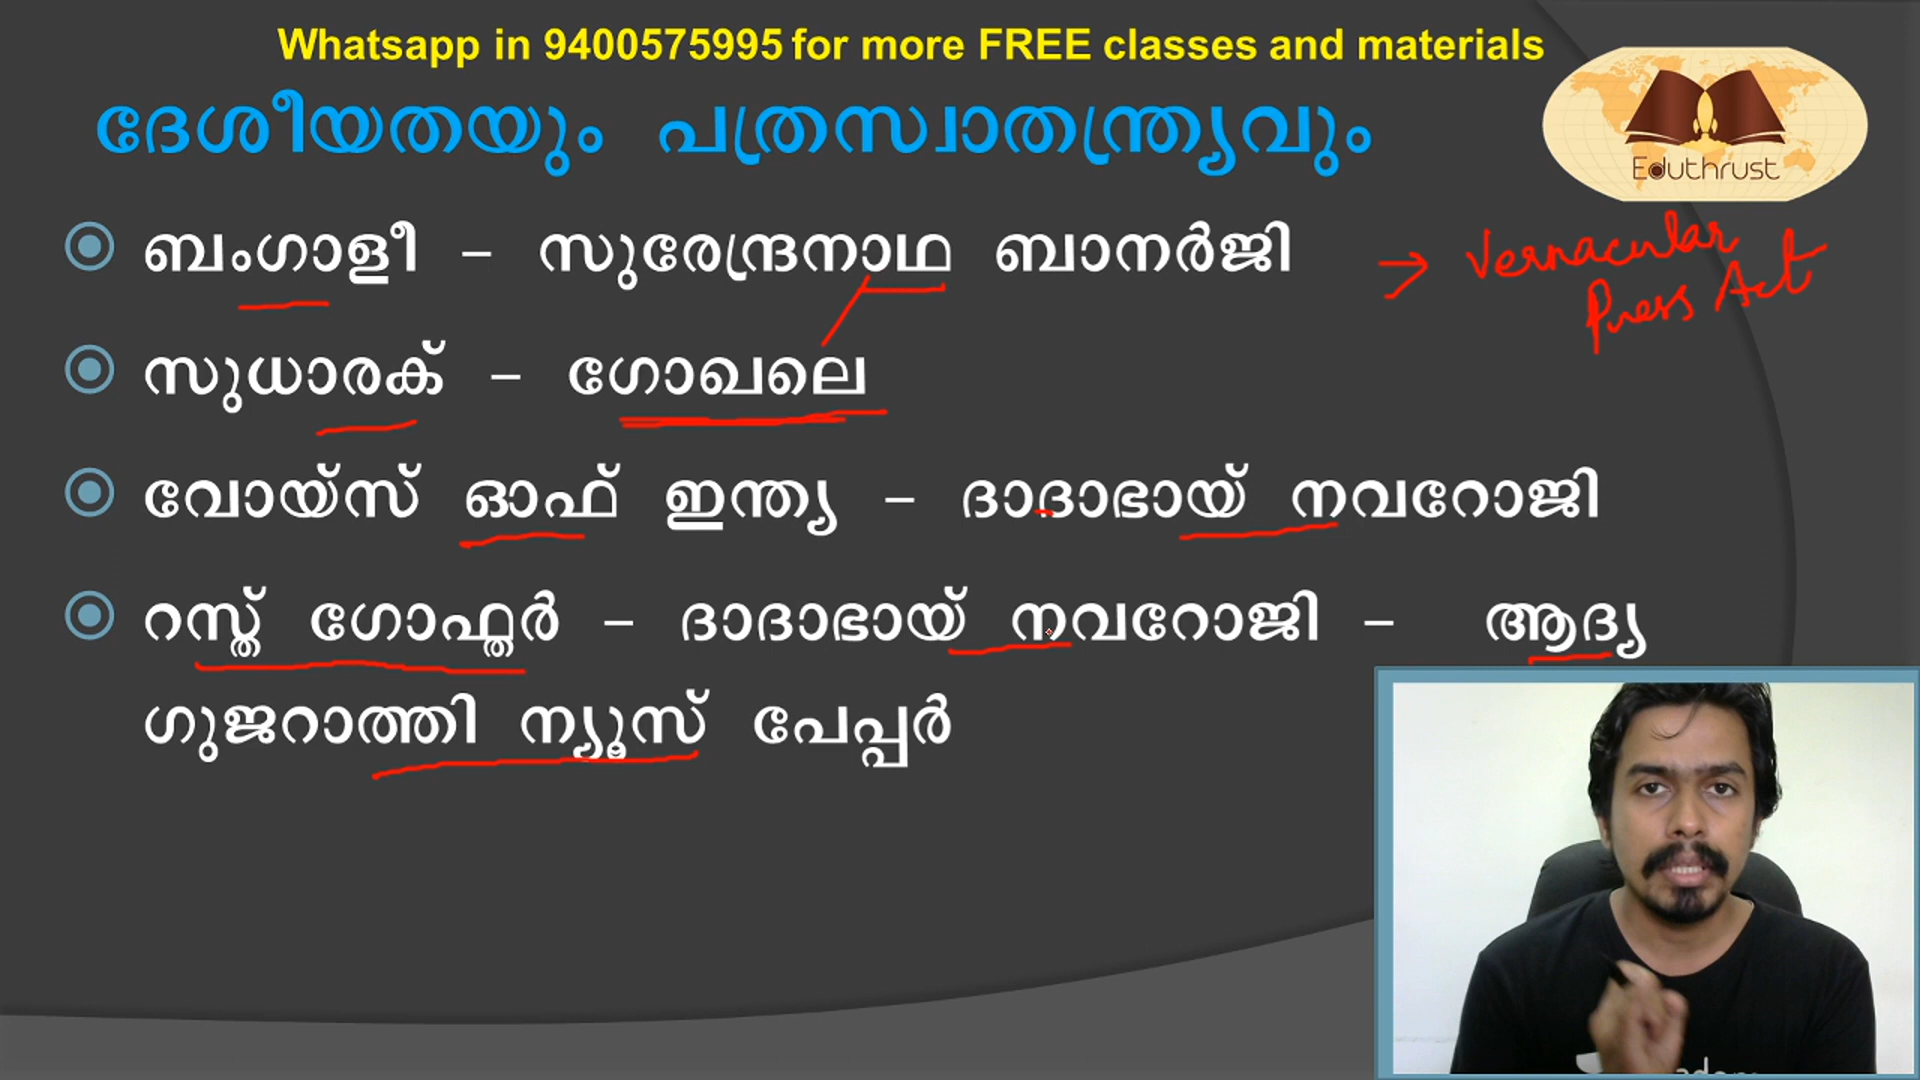 Whatsapp in 9400575995 for more FREE classes and materials
ദേശീയതയും പത്രസ്വാതന്ത്ര്യവും
Eduthrust
ബംഗാളീ – സുരേന്ദ്രനാഥ ബാനർജി
→ Vernacular
Press Act
സുധാരക് – ഗോഖലെ
വോയ്സ് ഓഫ് ഇന്ത്യ – ദാദാഭായ് നവറോജി
റസ്ത് ഗോഫ്തർ – ദാദാഭായ് നവറോജി – ആദ്യ
ഗുജറാത്തി ന്യൂസ് പേപ്പർ